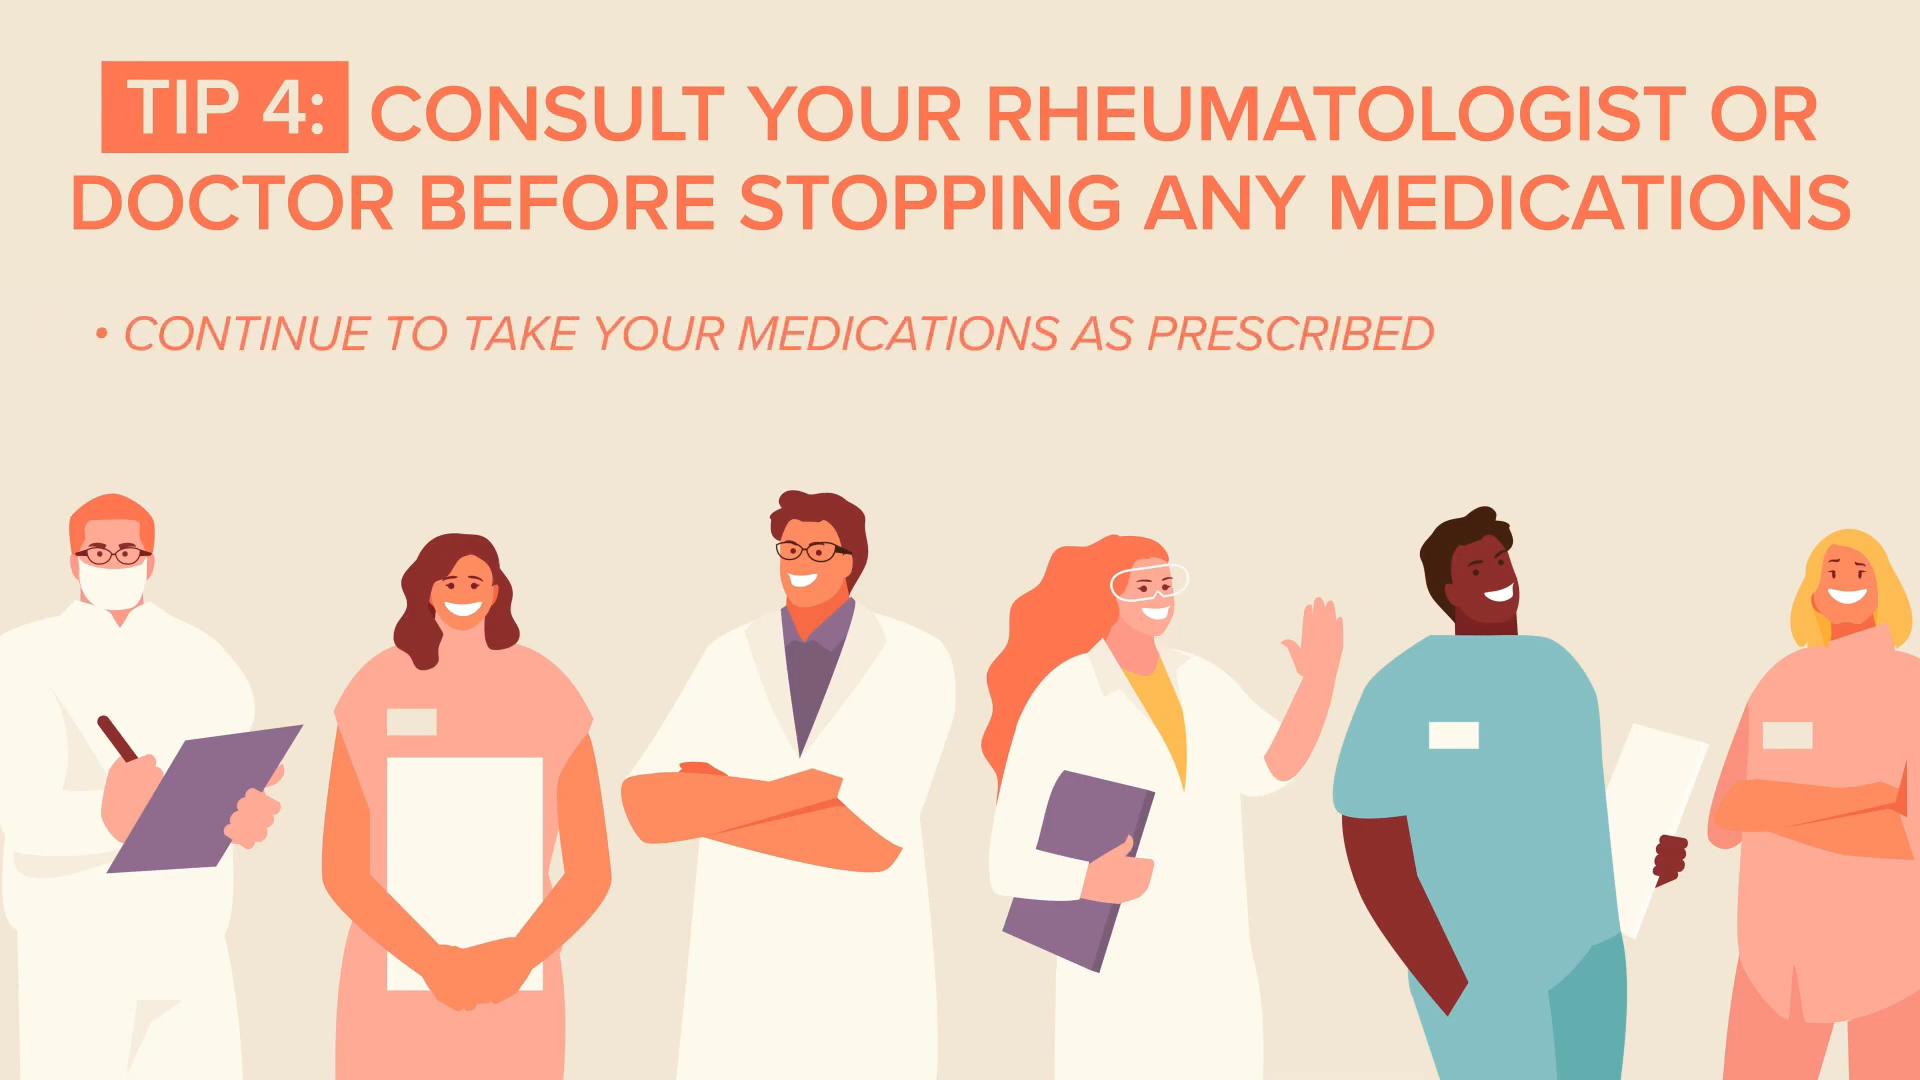 TIP 4: CONSULT YOUR RHEUMATOLOGIST OR
DOCTOR BEFORE STOPPING ANY MEDICATIONS
• CONTINUE TO TAKE YOUR MEDICATIONS AS PRESCRIBED